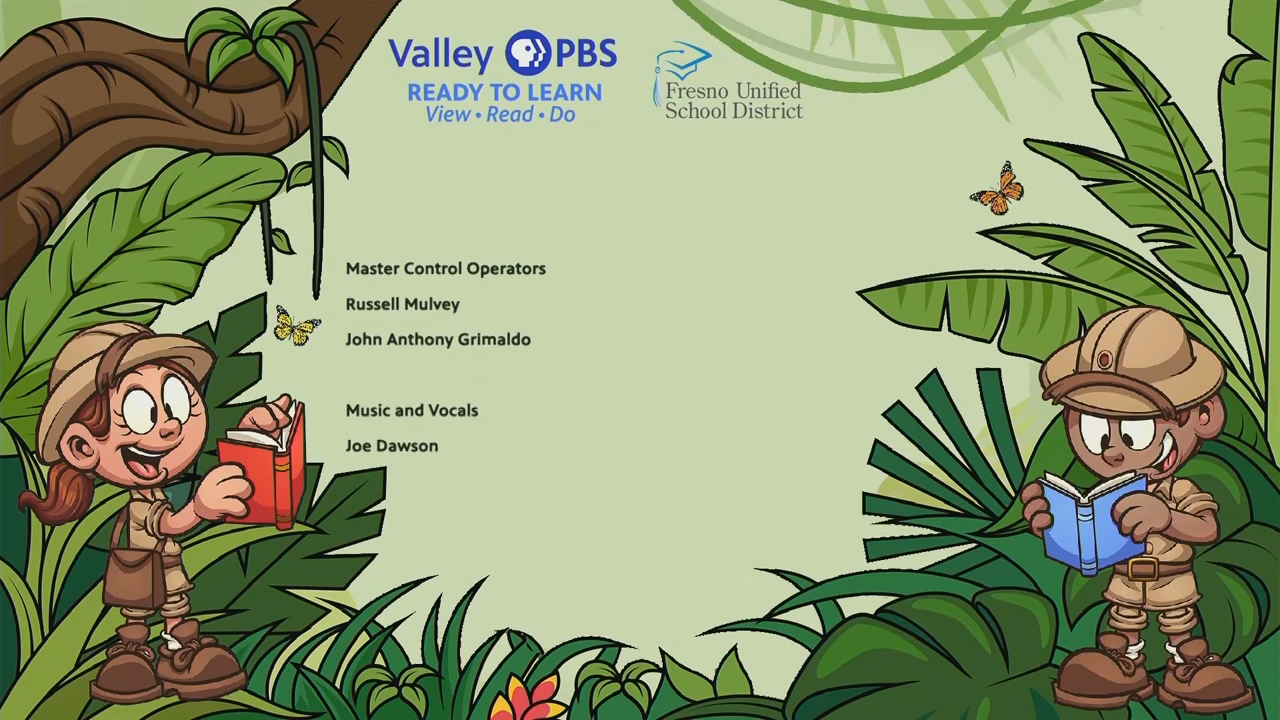 Valley PBS
READY TO LEARN
View • Read • Do
Fresno Unified
School District
Master Control Operators
Russell Mulvey
John Anthony Grimaldo
Music and Vocals
Joe Dawson